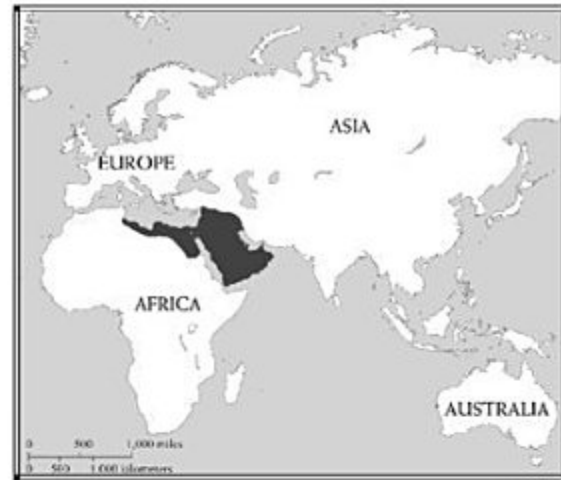 ASIA
EUROPE
AFRICA
AUSTRALIA
0 500 1,000 miles
0 500 1,000 kilometers